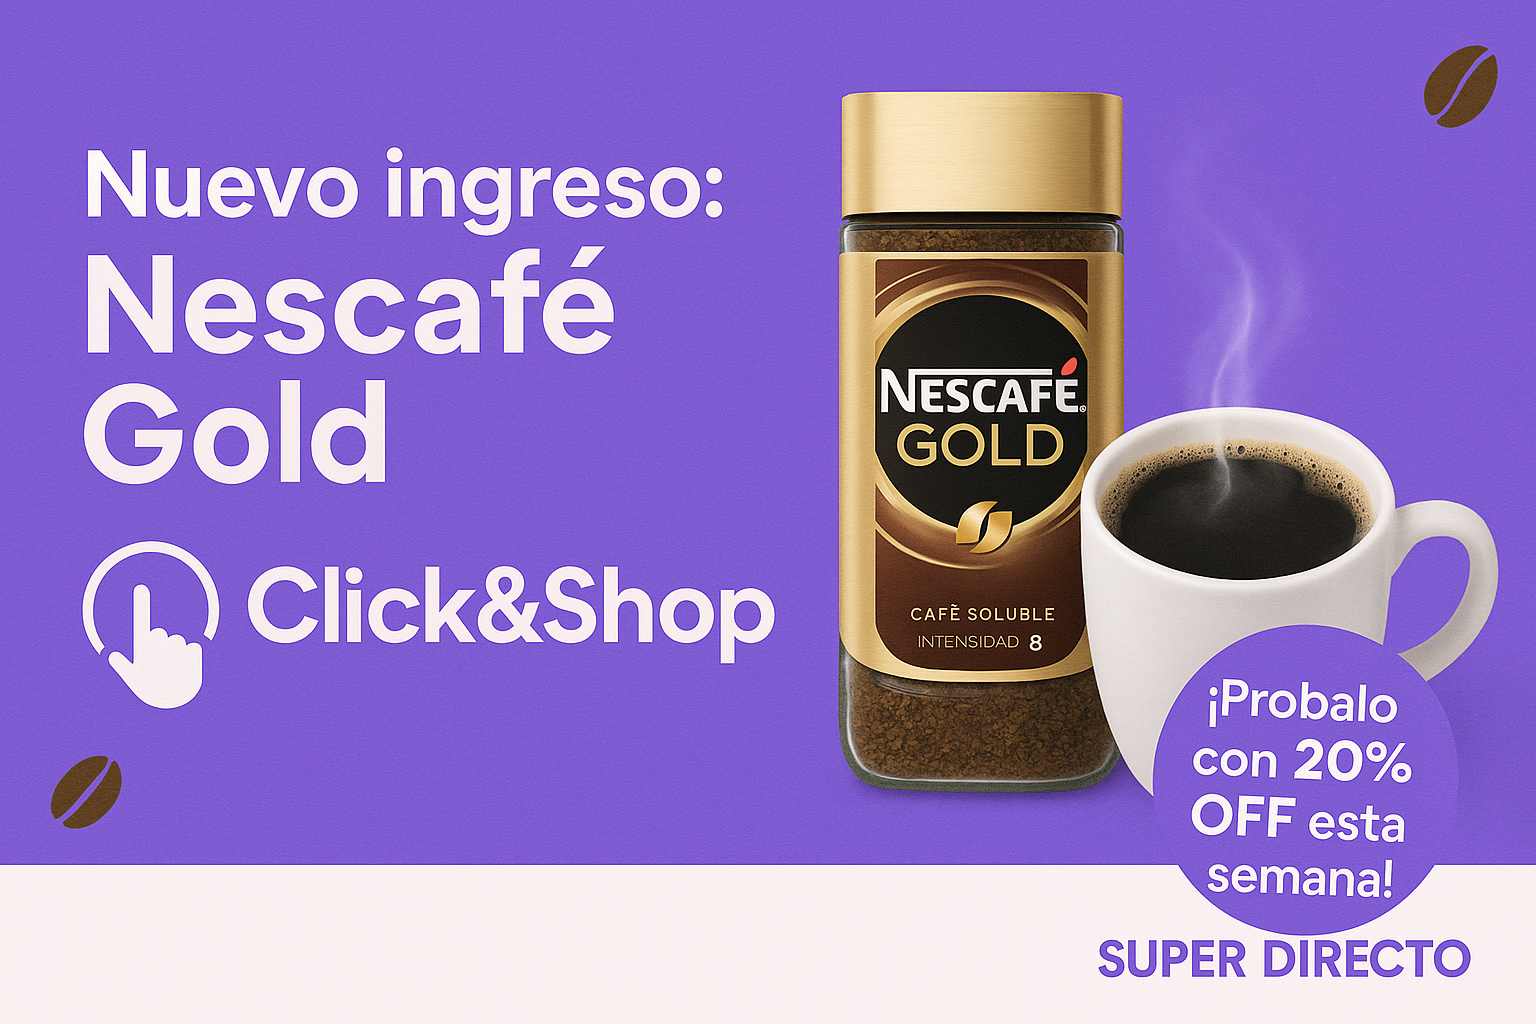 Nuevo ingreso:
Nescafé
Gold
Click&Shop
NESCAFÉ®
GOLD
CAFÈ SOLUBLE
INTENSIDAD 8
¡Probalo
con 20%
OFF esta
semana!
SUPER DIRECTO